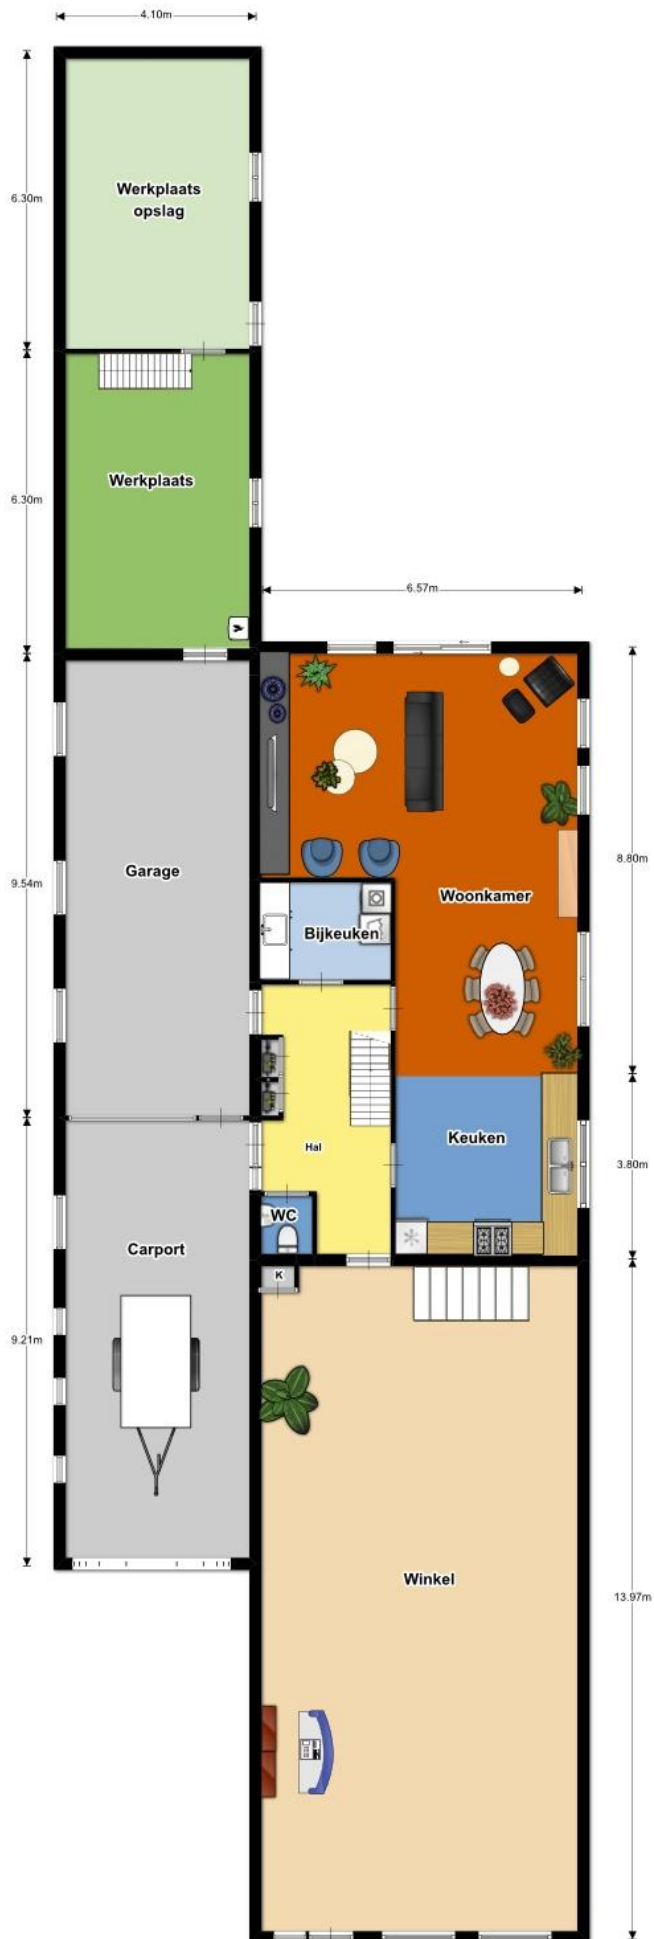 4.10m
Werkplaats
opslag
6.30m
Werkplaats
6.30m
6.57m
Garage
8.80m
9.54m
Woonkamer
Bijkeuken
Keuken
Hal
3.80m
WC
Carport
K
9.21m
Winkel
13.97m